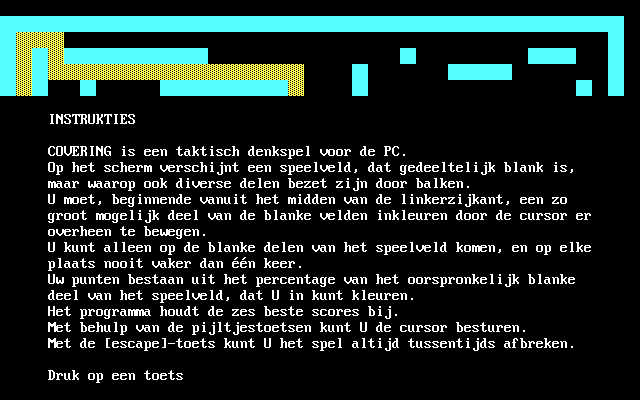 INSTRUKTIES
COVERING is een taktisch denkspel voor de PC.
Op het scherm verschijnt een speelveld, dat gedeeltelijk blank is,
maar waarop ook diverse delen bezet zijn door balken.
U moet, beginnende vanuit het midden van de linkerzijkant, een zo
groot mogelijk deel van de blanke velden inkleuren door de cursor er
overheen te bewegen.
U kunt alleen op de blanke delen van het speelveld komen, en op elke
plaats nooit vaker dan één keer.
Uw punten bestaan uit het percentage van het oorspronkelijk blanke
deel van het speelveld, dat U in kunt kleuren.
Het programma houdt de zes beste scores bij.
Met behulp van de pijltjestoetsen kunt U de cursor besturen.
Met de [escape]-toets kunt U het spel altijd tussentijds afbreken.
Druk op een toets